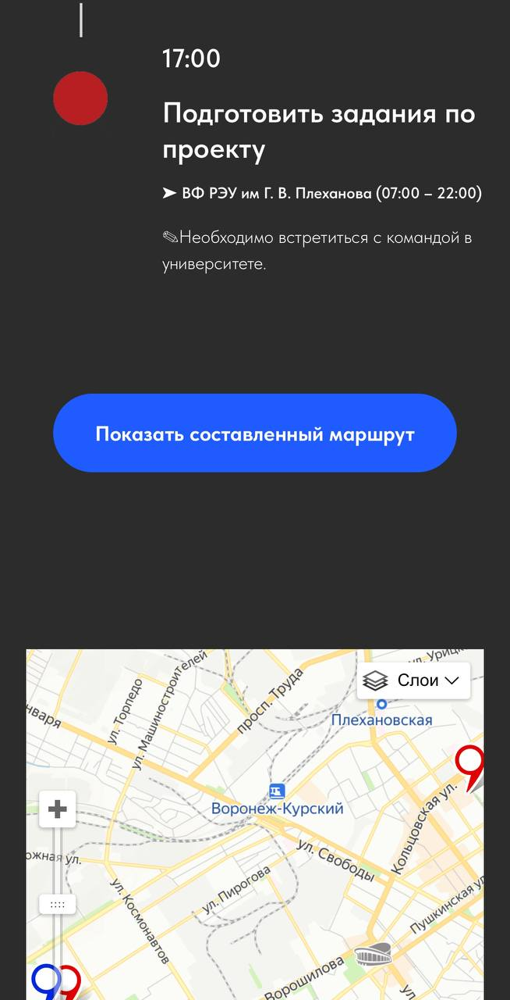 17:00
Подготовить задания по
проекту
➤ ВФ РЭУ им Г. В. Плеханова (07:00 – 22:00)
✎Необходимо встретиться с командой в
университете.
Показать составленный маршрут
Слои
ул. Урицк
ул. Машиностроителей
просп. Труда
ул. Торпедо
нваря
Плехановская
Воронеж-Курский
Кольцовская ул.
ожная ул.
ул. Свободы
ул. Пирогова
ул. Космонавтов
Пушкинская ул.
Ворошилова
ул.